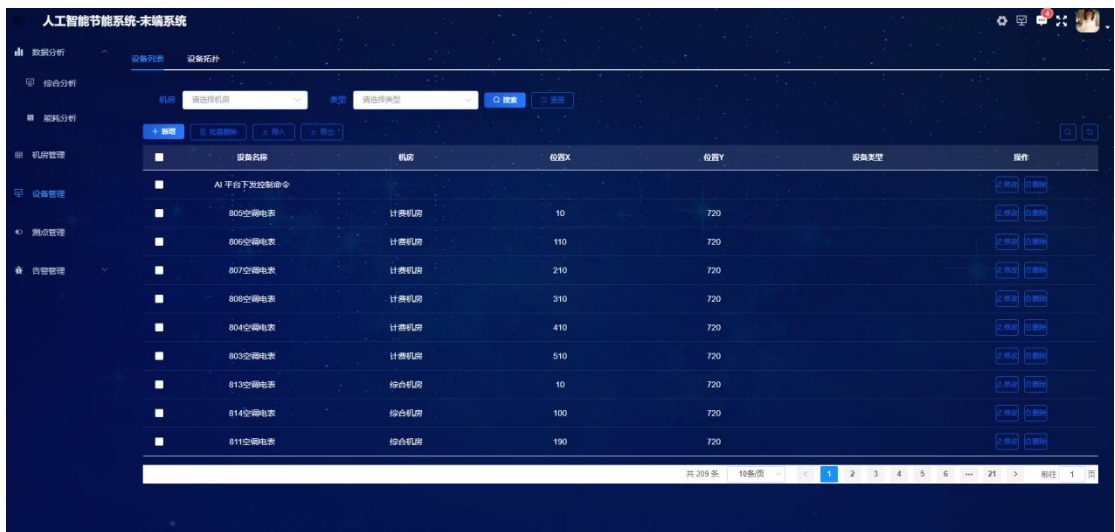 人工智能节能系统-末端系统
4
数据分析
综合分析
能耗分析
机房管理
设备管理
测点管理
告警管理
设备列表 设备拓扑
机房 请选择机房 类型 请选择类型 搜索 重置
+ 新增 批量删除 导入 导出
设备名称 机房 位置X 位置Y 设备类型 操作
AI 平台下发控制命令 修改 删除
805空调电表 计费机房 10 720 修改 删除
806空调电表 计费机房 110 720 修改 删除
807空调电表 计费机房 210 720 修改 删除
808空调电表 计费机房 310 720 修改 删除
804空调电表 计费机房 410 720 修改 删除
803空调电表 计费机房 510 720 修改 删除
813空调电表 综合机房 10 720 修改 删除
814空调电表 综合机房 100 720 修改 删除
811空调电表 综合机房 190 720 修改 删除
共 209 条 10条/页 < 1 2 3 4 5 6 ··· 21 > 前往 1 页